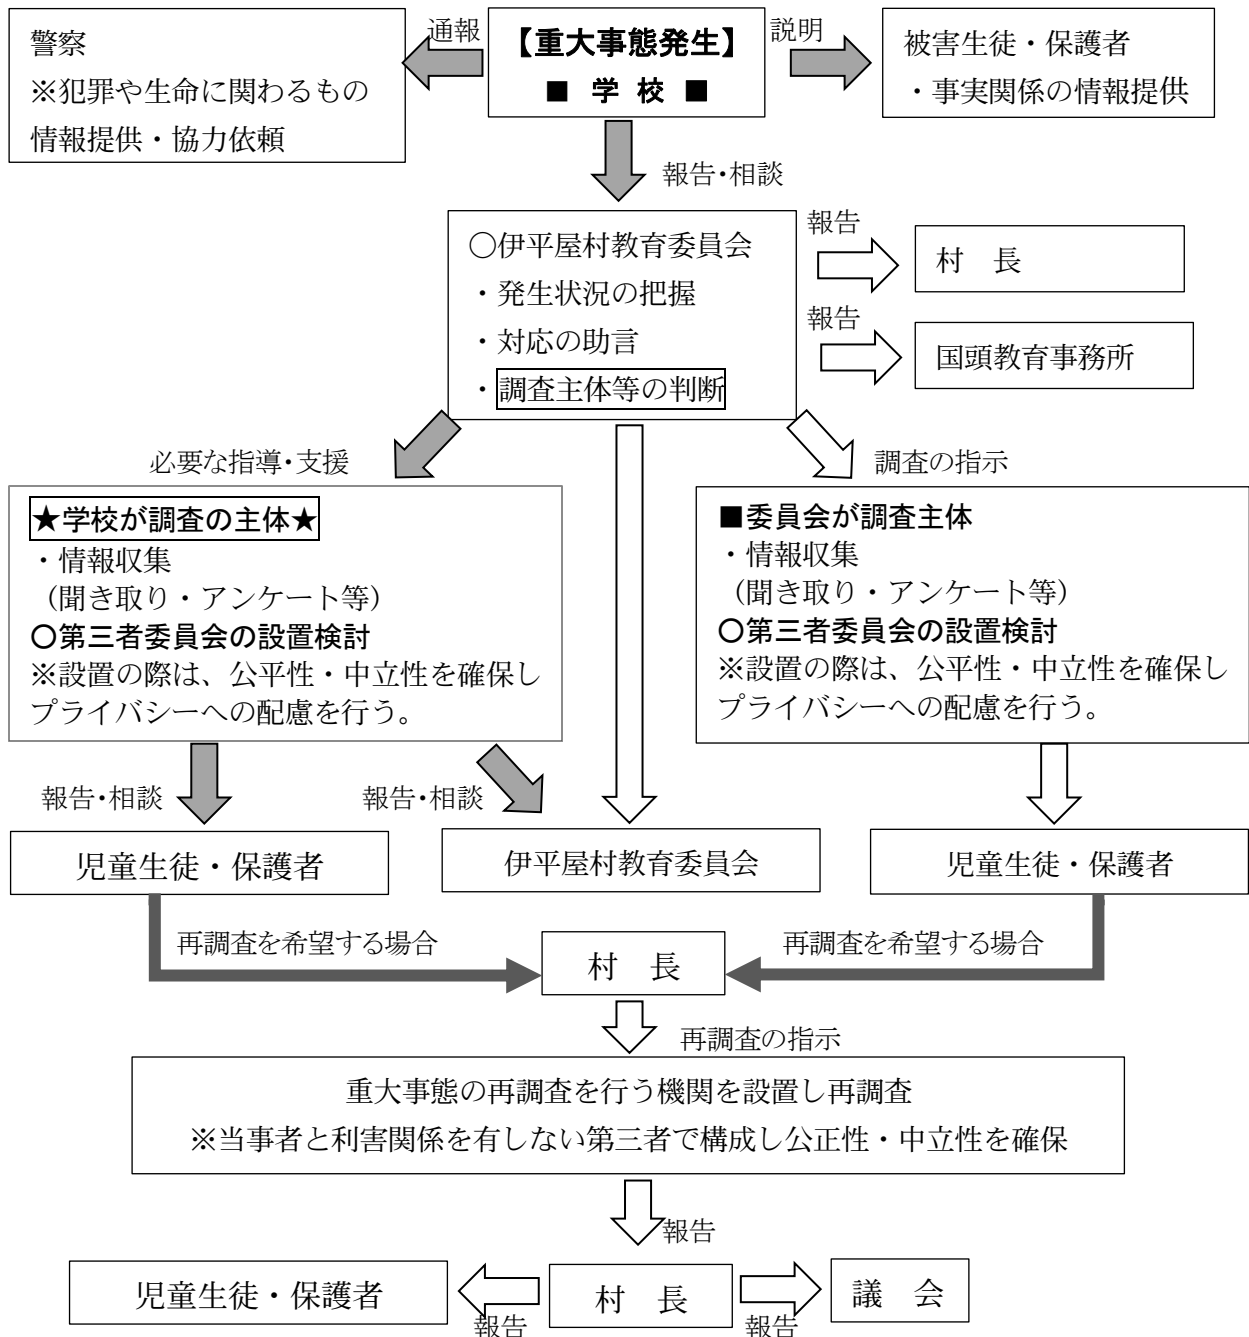 警察
※犯罪や生命に関わるもの
情報提供・協力依頼
通報
【重大事態発生】
■ 学 校 ■
説明
被害生徒・保護者
・事実関係の情報提供
報告・相談
〇伊平屋村教育委員会
・発生状況の把握
・対応の助言
・調査主体等の判断
報告
村 長
報告
国頭教育事務所
必要な指導・支援
調査の指示
★学校が調査の主体★
・情報収集
（聞き取り・アンケート等）
〇第三者委員会の設置検討
※設置の際は、公平性・中立性を確保し
プライバシーへの配慮を行う。
■委員会が調査主体
・情報収集
（聞き取り・アンケート等）
〇第三者委員会の設置検討
※設置の際は、公平性・中立性を確保し
プライバシーへの配慮を行う。
報告・相談
報告・相談
児童生徒・保護者
伊平屋村教育委員会
児童生徒・保護者
再調査を希望する場合
再調査を希望する場合
村 長
再調査の指示
重大事態の再調査を行う機関を設置し再調査
※当事者と利害関係を有しない第三者で構成し公正性・中立性を確保
報告
児童生徒・保護者
報告
村 長
報告
議 会